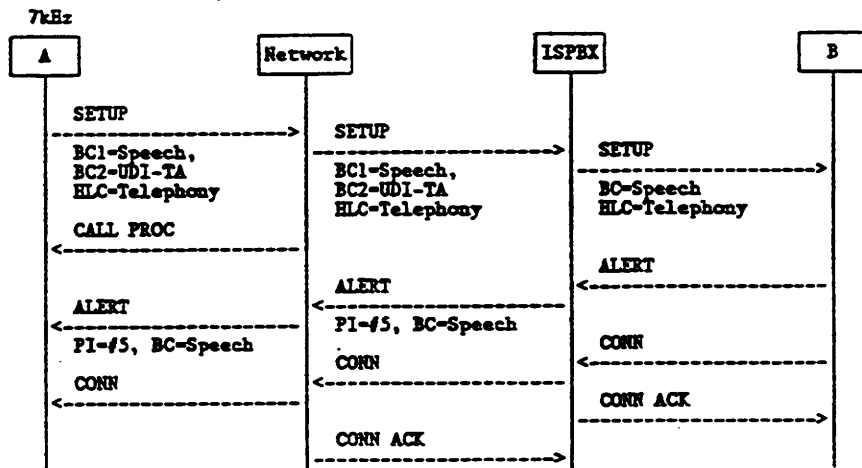 7kHz
A Network ISPBX B
SETUP
BC1=Speech,
BC2=UDI-TA
HLC=Telephony
SETUP
BC1=Speech,
BC2=UDI-TA
HLC=Telephony
SETUP
BC=Speech
HLC=Telephony
CALL PROC
ALERT
ALERT
PI=#5, BC=Speech
ALERT
PI=#5, BC=Speech
CONN
CONN
CONN
CONN ACK
CONN ACK